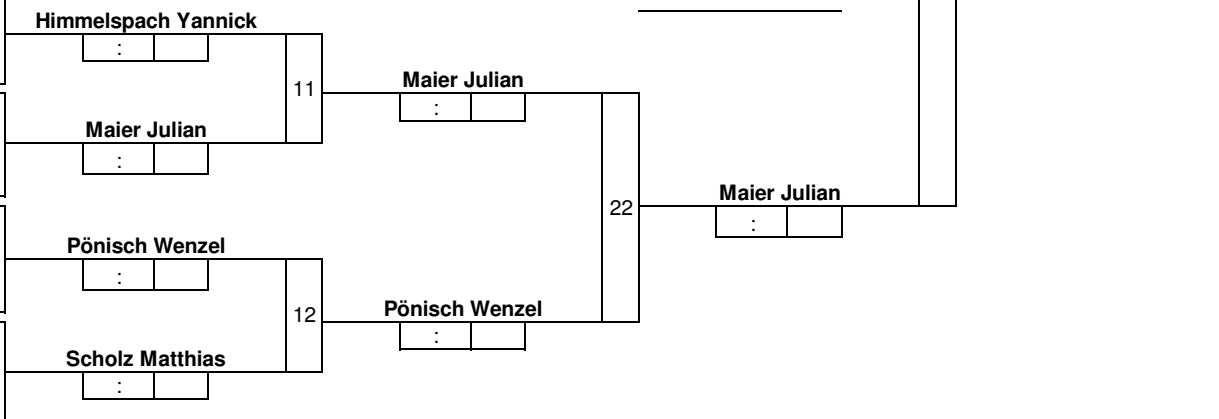 Himmelspach Yannick
:
11
Maier Julian
:
Maier Julian
:
22
Maier Julian
:
Pönisch Wenzel
:
12
Pönisch Wenzel
:
Scholz Matthias
: